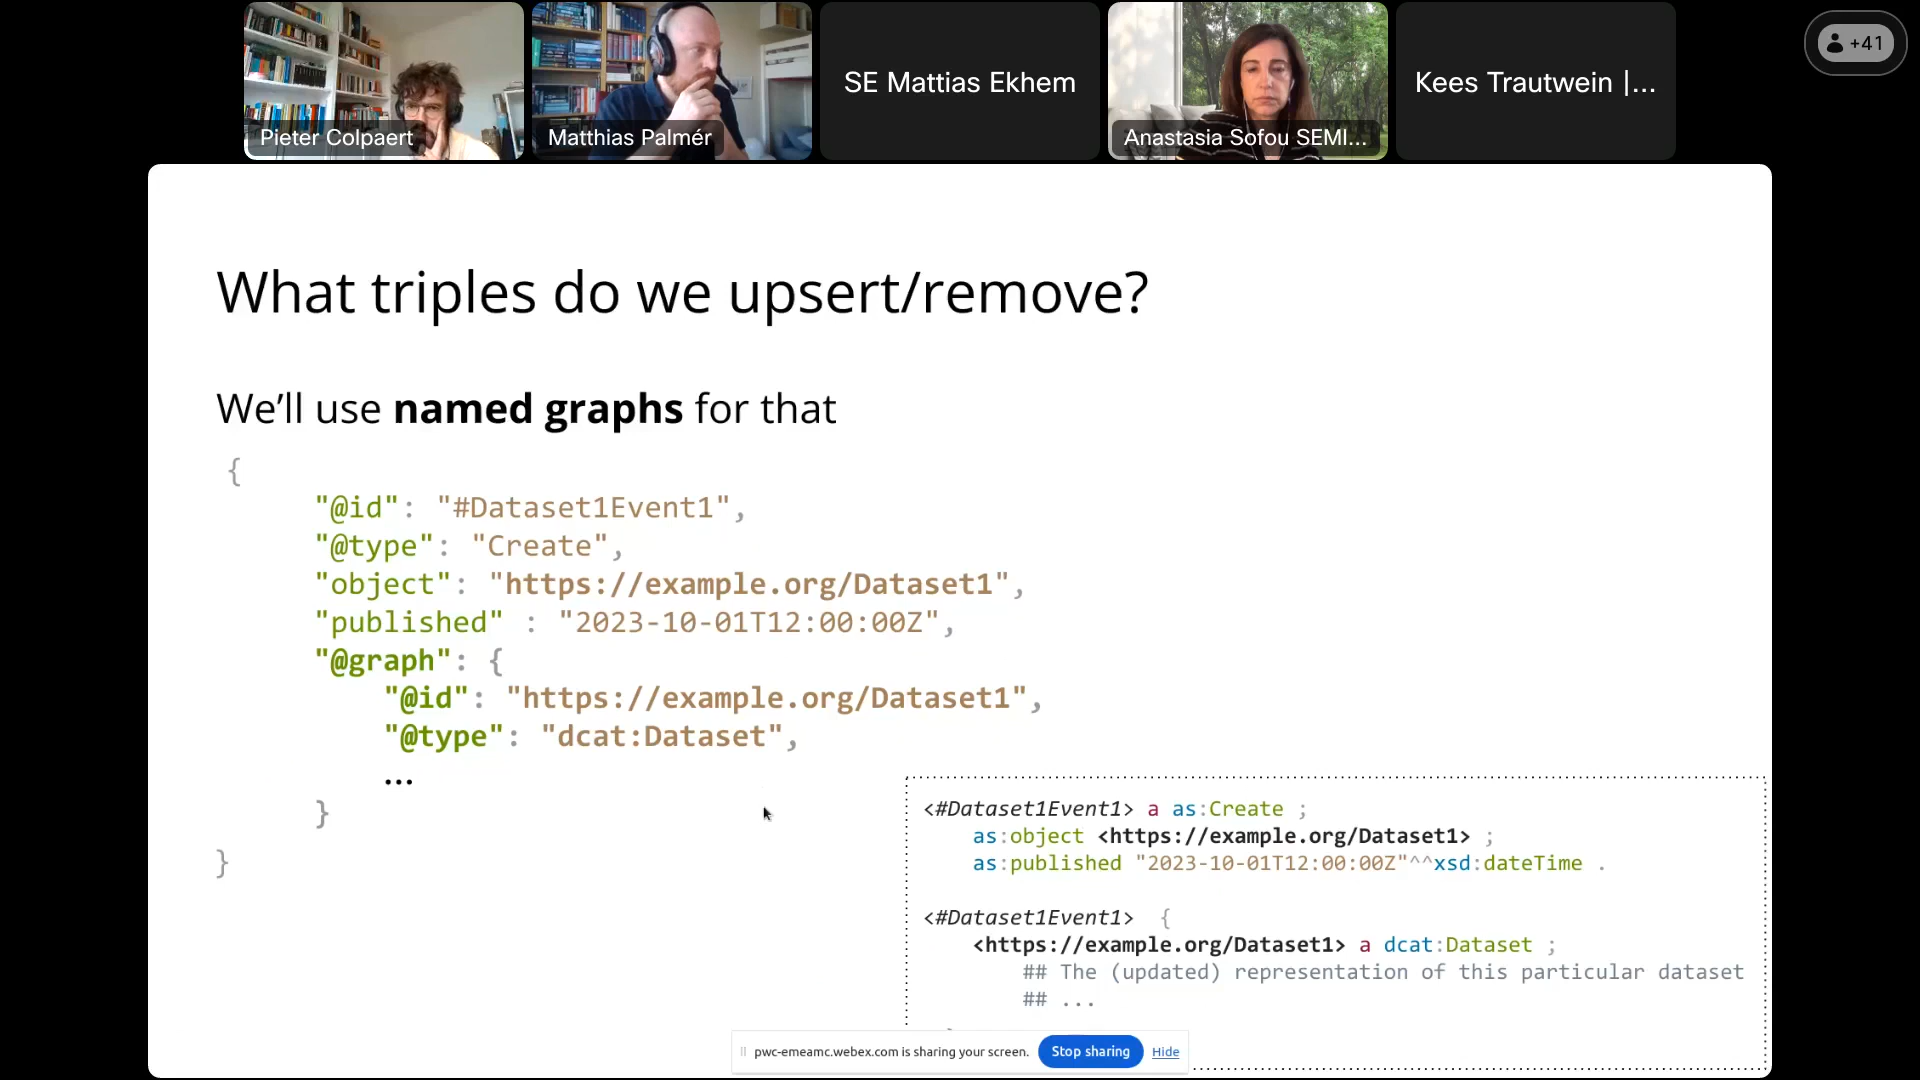 Pieter Colpaert
Matthias Palmér
SE Mattias Ekhem
Anastasia Sofou SEMI...
Kees Trautwein |...
+41
What triples do we upsert/remove?
We’ll use named graphs for that
{
"@id": "#Dataset1Event1",
"@type": "Create",
"object": "https://example.org/Dataset1",
"published" : "2023-10-01T12:00:00Z",
"@graph": {
"@id": "https://example.org/Dataset1",
"@type": "dcat:Dataset",
...
}
}
<#Dataset1Event1> a as:Create ;
as:object <https://example.org/Dataset1> ;
as:published "2023-10-01T12:00:00Z"^^xsd:dateTime .
<#Dataset1Event1> {
<https://example.org/Dataset1> a dcat:Dataset ;
## The (updated) representation of this particular dataset
## ...
pwc-emeamc.webex.com is sharing your screen.
Stop sharing
Hide